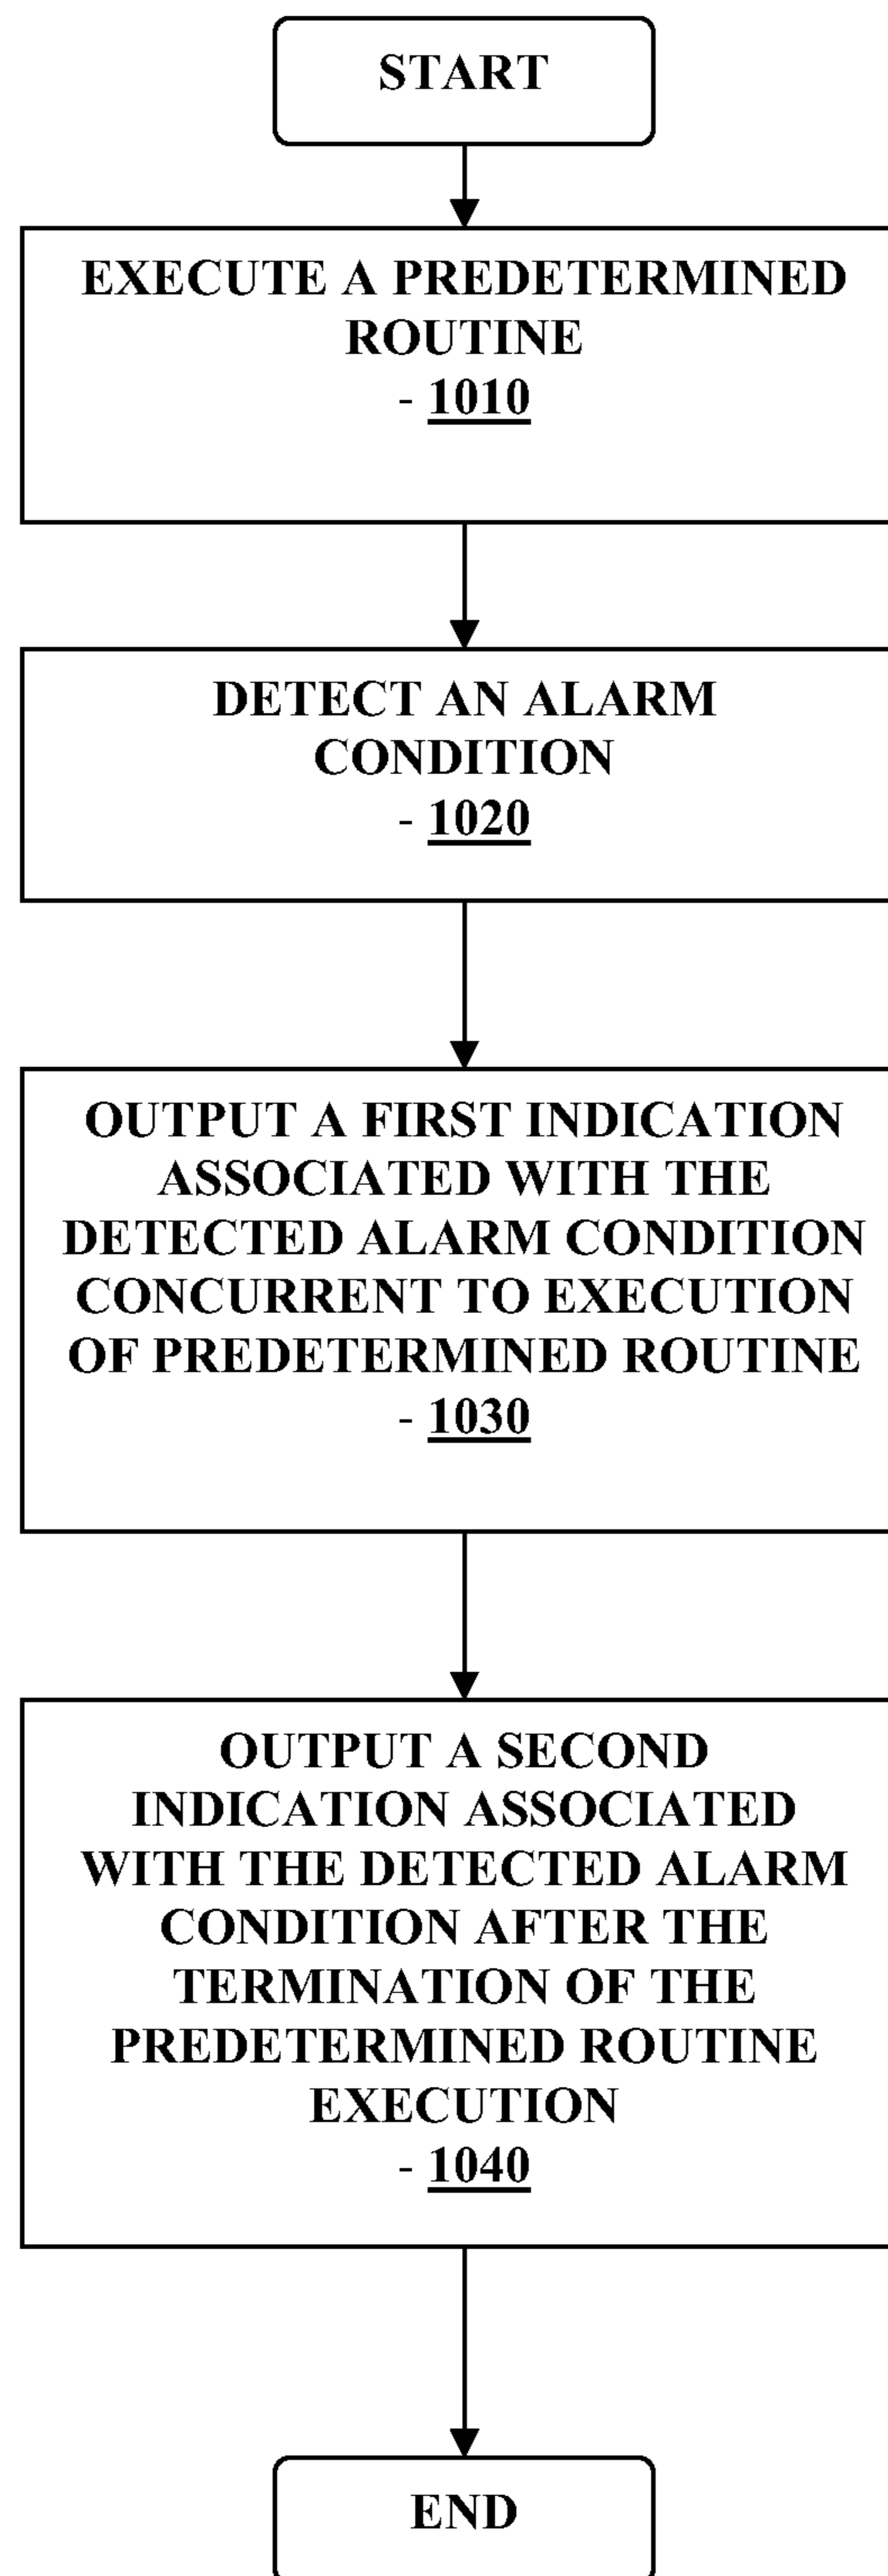 START
EXECUTE A PREDETERMINED
ROUTINE
- 1010
DETECT AN ALARM
CONDITION
- 1020
OUTPUT A FIRST INDICATION
ASSOCIATED WITH THE
DETECTED ALARM CONDITION
CONCURRENT TO EXECUTION
OF PREDETERMINED ROUTINE
- 1030
OUTPUT A SECOND
INDICATION ASSOCIATED
WITH THE DETECTED ALARM
CONDITION AFTER THE
TERMINATION OF THE
PREDETERMINED ROUTINE
EXECUTION
- 1040
END